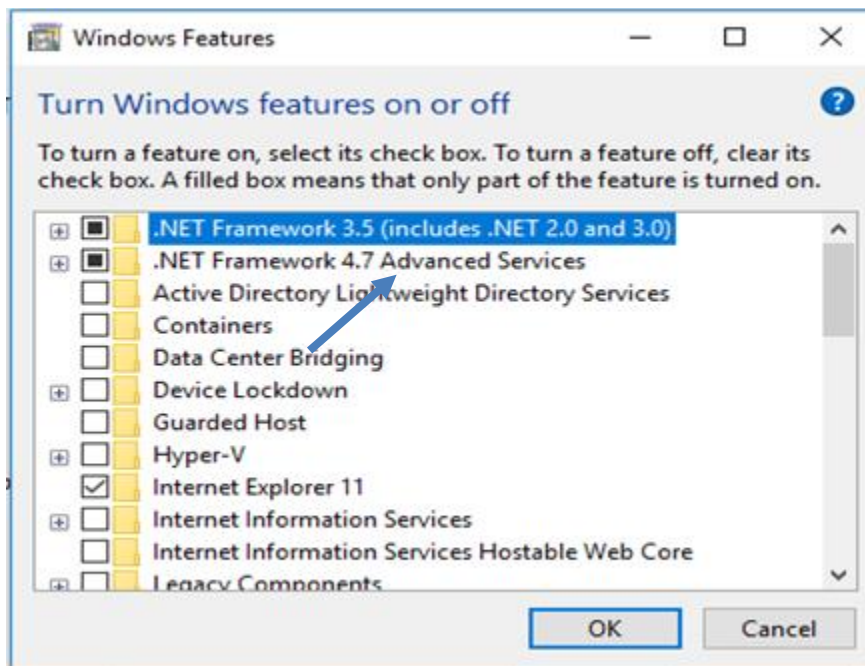 Windows Features
Turn Windows features on or off
To turn a feature on, select its check box. To turn a feature off, clear its
check box. A filled box means that only part of the feature is turned on.
.NET Framework 3.5 (includes .NET 2.0 and 3.0)
.NET Framework 4.7 Advanced Services
Active Directory Lightweight Directory Services
Containers
Data Center Bridging
Device Lockdown
Guarded Host
Hyper-V
Internet Explorer 11
Internet Information Services
Internet Information Services Hostable Web Core
Legacy Components
OK
Cancel